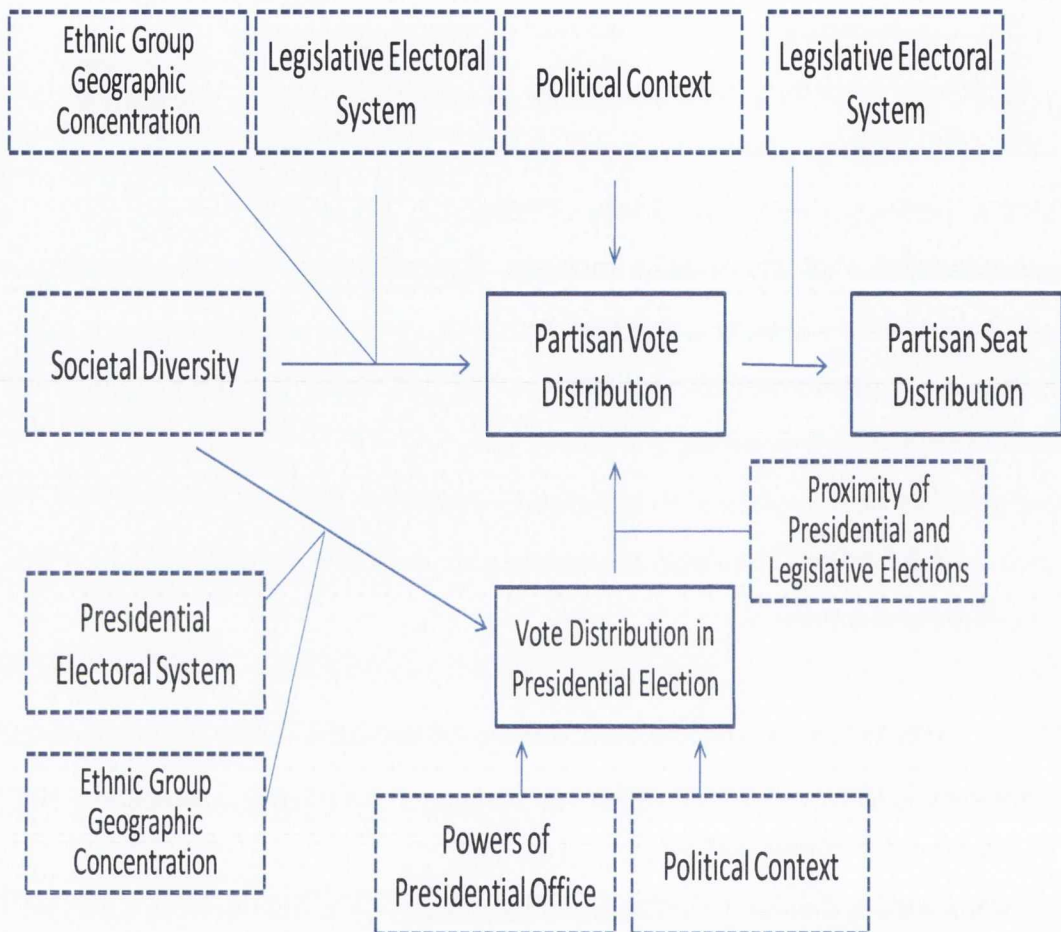 Ethnic Group
Geographic
Concentration
Legislative Electoral
System
Political Context
Legislative Electoral
System
Societal Diversity
Partisan Vote
Distribution
Partisan Seat
Distribution
Proximity of
Presidential and
Legislative Elections
Presidential
Electoral System
Vote Distribution in
Presidential Election
Ethnic Group
Geographic
Concentration
Powers of
Presidential Office
Political Context